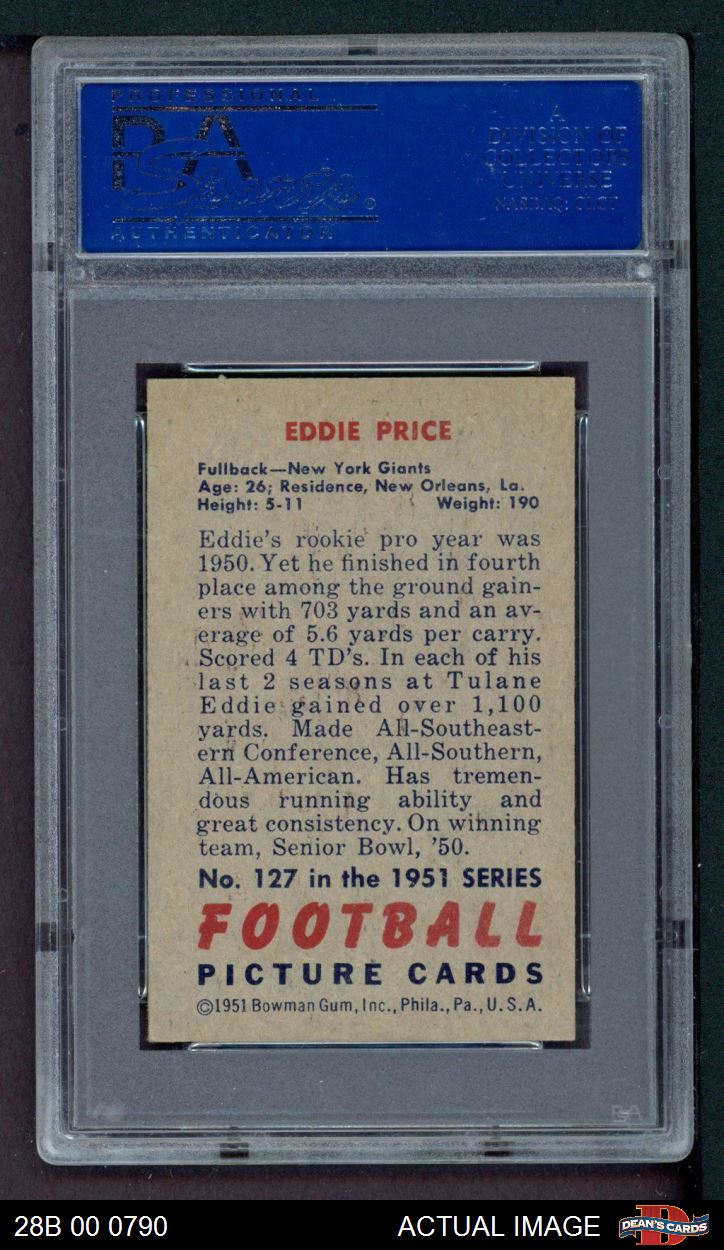 PROFESSIONAL
PSA
AUTHENTICATOR
A
DIVISION OF
COLLECTORS
UNIVERSE
NASDAQ: CLCT
EDDIE PRICE
Fullback—New York Giants
Age: 26; Residence, New Orleans, La.
Height: 5-11 Weight: 190
Eddie's rookie pro year was
1950. Yet he finished in fourth
place among the ground gain-
ers with 703 yards and an av-
erage of 5.6 yards per carry.
Scored 4 TD's. In each of his
last 2 seasons at Tulane
Eddie gained over 1,100
yards. Made All-Southeast-
ern Conference, All-Southern,
All-American. Has tremen-
dous running ability and
great consistency. On winning
team, Senior Bowl, '50.
No. 127 in the 1951 SERIES
FOOTBALL
PICTURE CARDS
©1951 Bowman Gum, Inc., Phila., Pa., U.S.A.
PSA
28B 00 0790 ACTUAL IMAGE DEAN'S CARDS